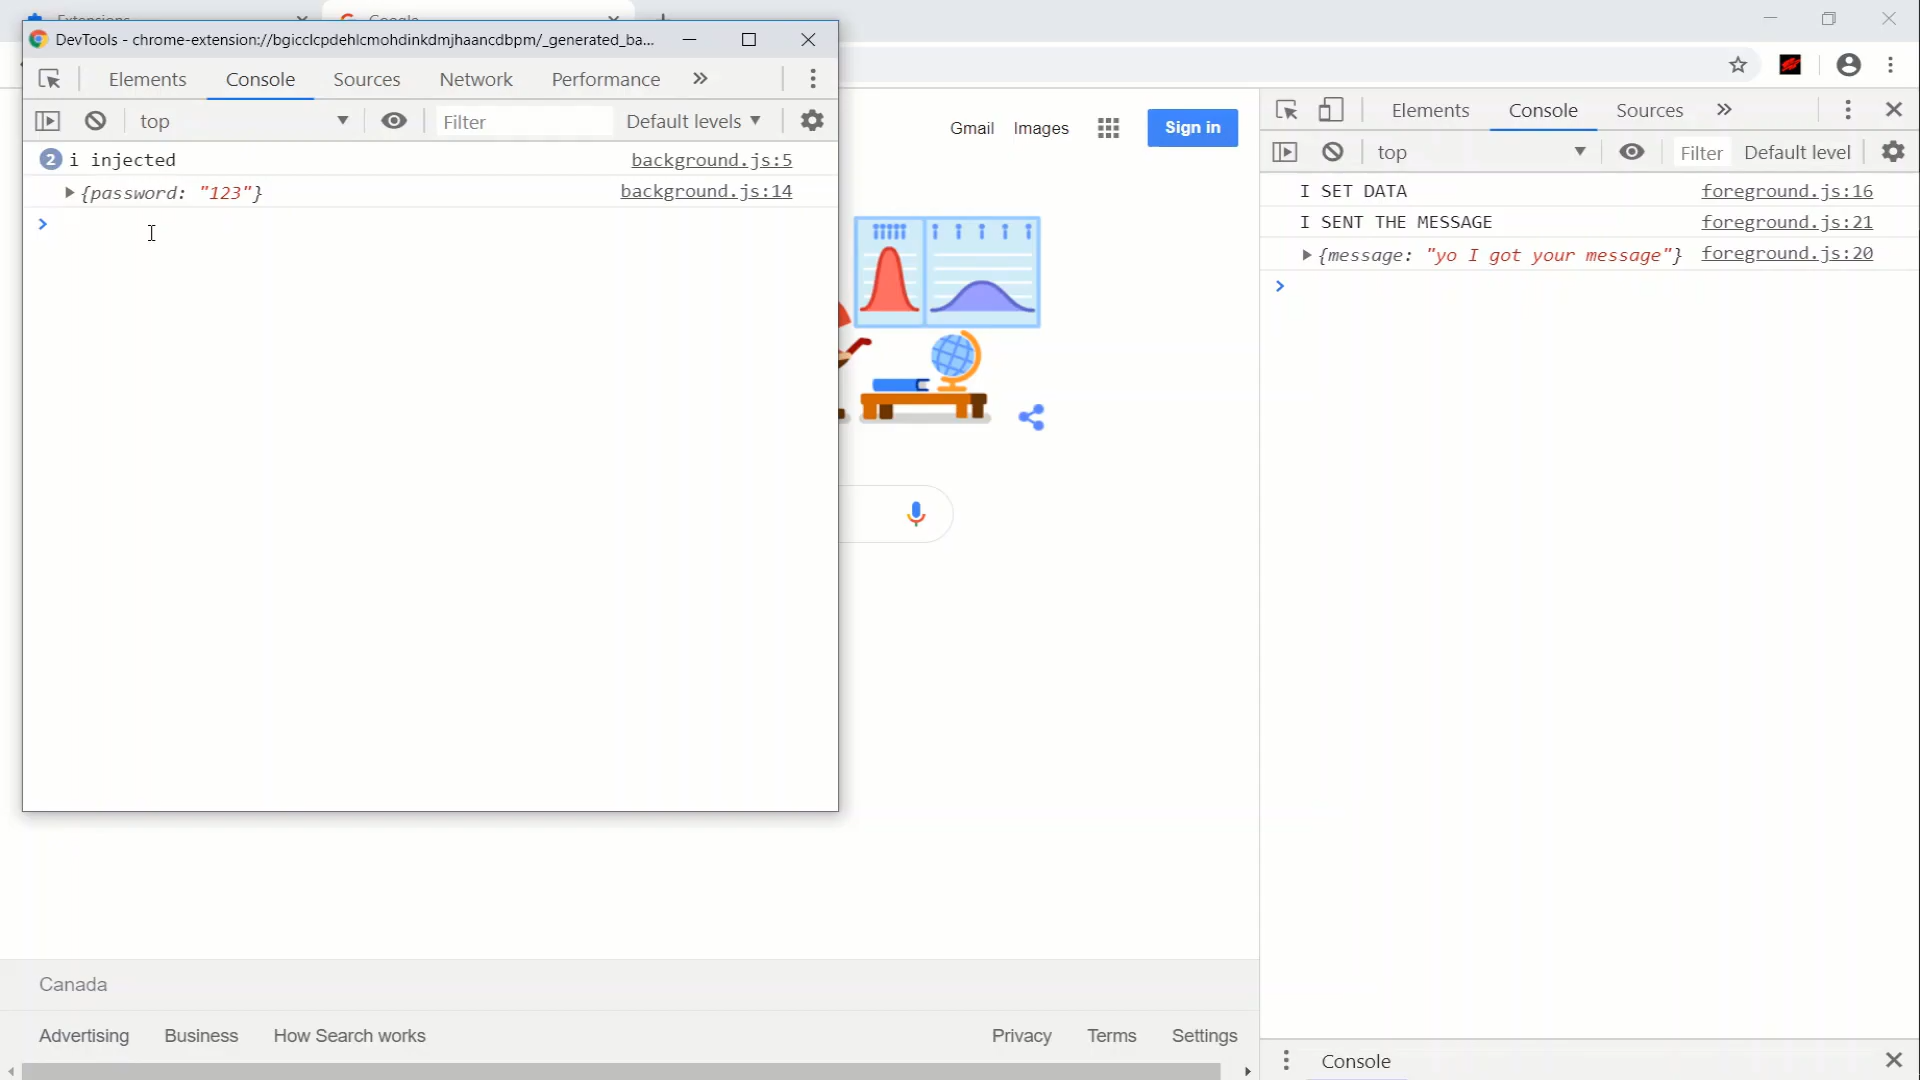 Extensions
Google
DevTools - chrome-extension://bgicclcpdehlcmohdinkdmjhaancdbpm/_generated_ba...
Elements Console Sources Network Performance »
top Filter Default levels
2 i injected background.js:5
{password: "123"} background.js:14
>
Gmail Images Sign in
Elements Console Sources »
top Filter Default level
I SET DATA foreground.js:16
I SENT THE MESSAGE foreground.js:21
{message: "yo I got your message"} foreground.js:20
>
Canada
Advertising Business How Search works Privacy Terms Settings
Console